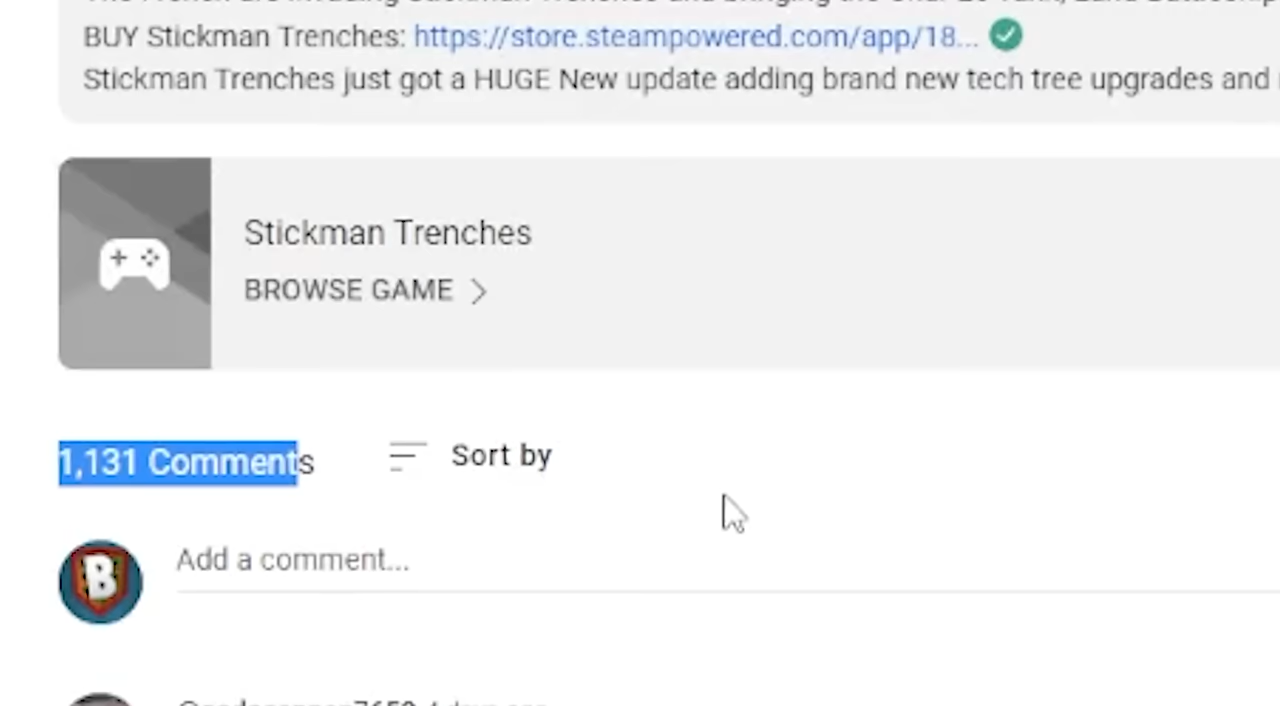 BUY Stickman Trenches: https://store.steampowered.com/app/18...
Stickman Trenches just got a HUGE New update adding brand new tech tree upgrades and
Stickman Trenches
BROWSE GAME
1,131 Comments
Sort by
B
Add a comment...